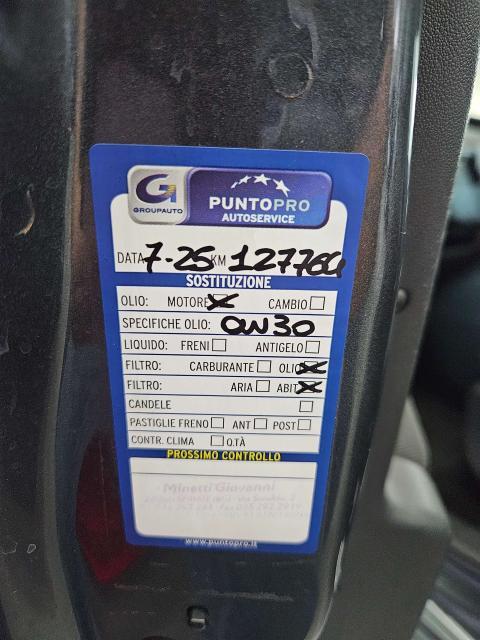 G
GROUPAUTO
PUNTOPRO
AUTOSERVICE
DATA 7-25 KM 127760
SOSTITUZIONE
OLIO: MOTORE CAMBIO
SPECIFICHE OLIO: 0W30
LIQUIDO: FRENI ANTIGELO
FILTRO: CARBURANTE OLIO
FILTRO: ARIA ABIT
CANDELE
PASTIGLIE FRENO ANT POST
CONTR. CLIMA Q.TÀ
PROSSIMO CONTROLLO
Minetti Giovanni
www.puntopro.it